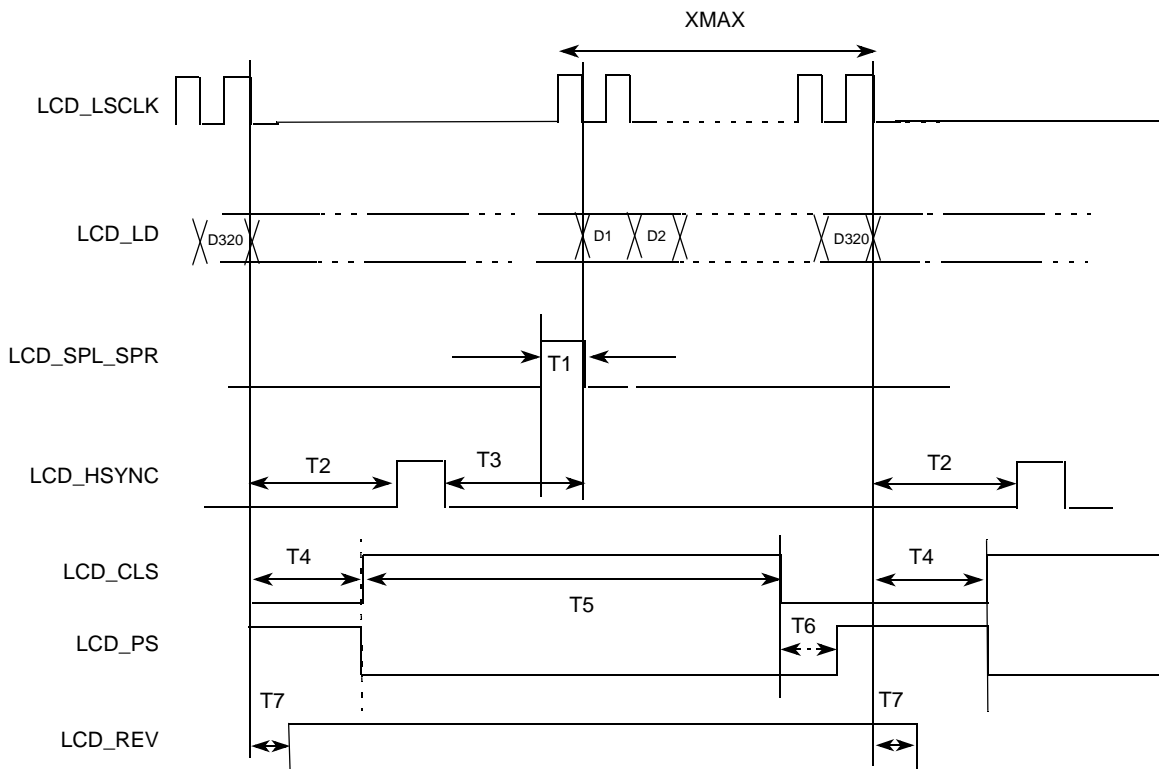 XMAX
LCD_LSCLK
LCD_LD
D320
D1
D2
D320
LCD_SPL_SPR
T1
LCD_HSYNC
T2
T3
T2
LCD_CLS
T4
T5
T4
LCD_PS
T6
LCD_REV
T7
T7